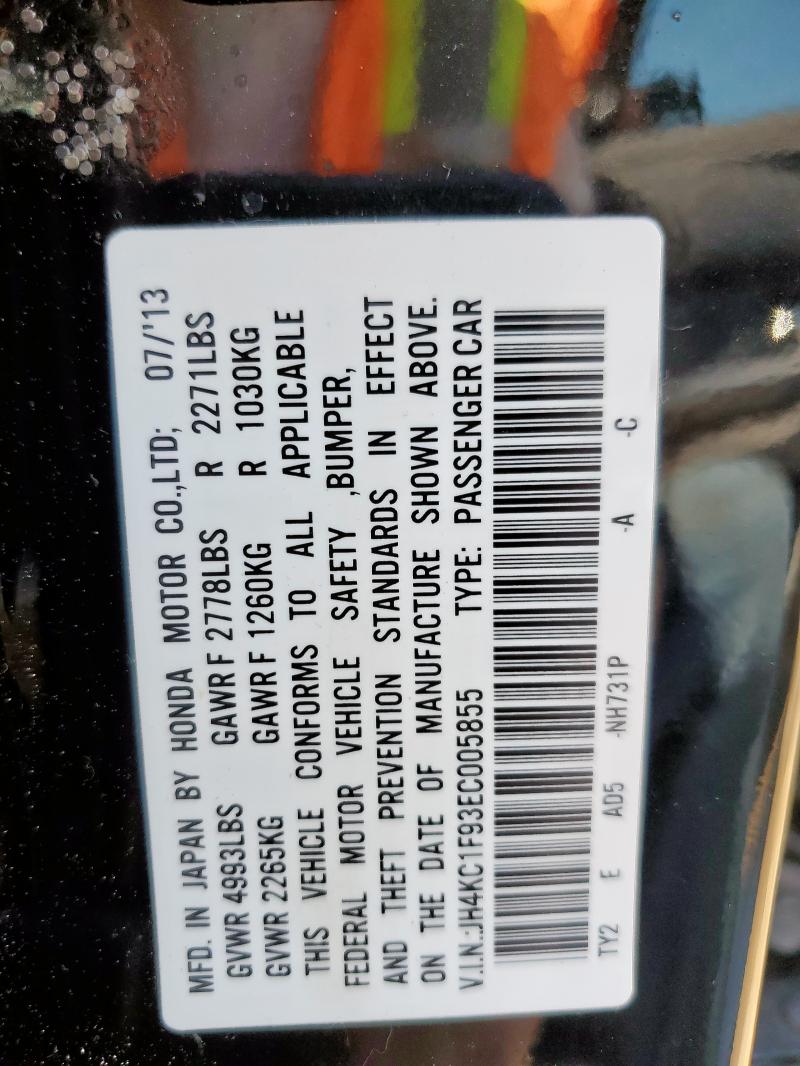 MFD. IN JAPAN BY HONDA MOTOR CO.,LTD; 07/'13
GVWR 4993LBS GAWR F 2778LBS R 2271LBS
GVWR 2265KG GAWR F 1260KG R 1030KG
THIS VEHICLE CONFORMS TO ALL APPLICABLE
FEDERAL MOTOR VEHICLE SAFETY ,BUMPER,
AND THEFT PREVENTION STANDARDS IN EFFECT
ON THE DATE OF MANUFACTURE SHOWN ABOVE.
V.I.N.:JH4KC1F93EC005855 TYPE: PASSENGER CAR
TY2 E AD5 -NH731P -A -C